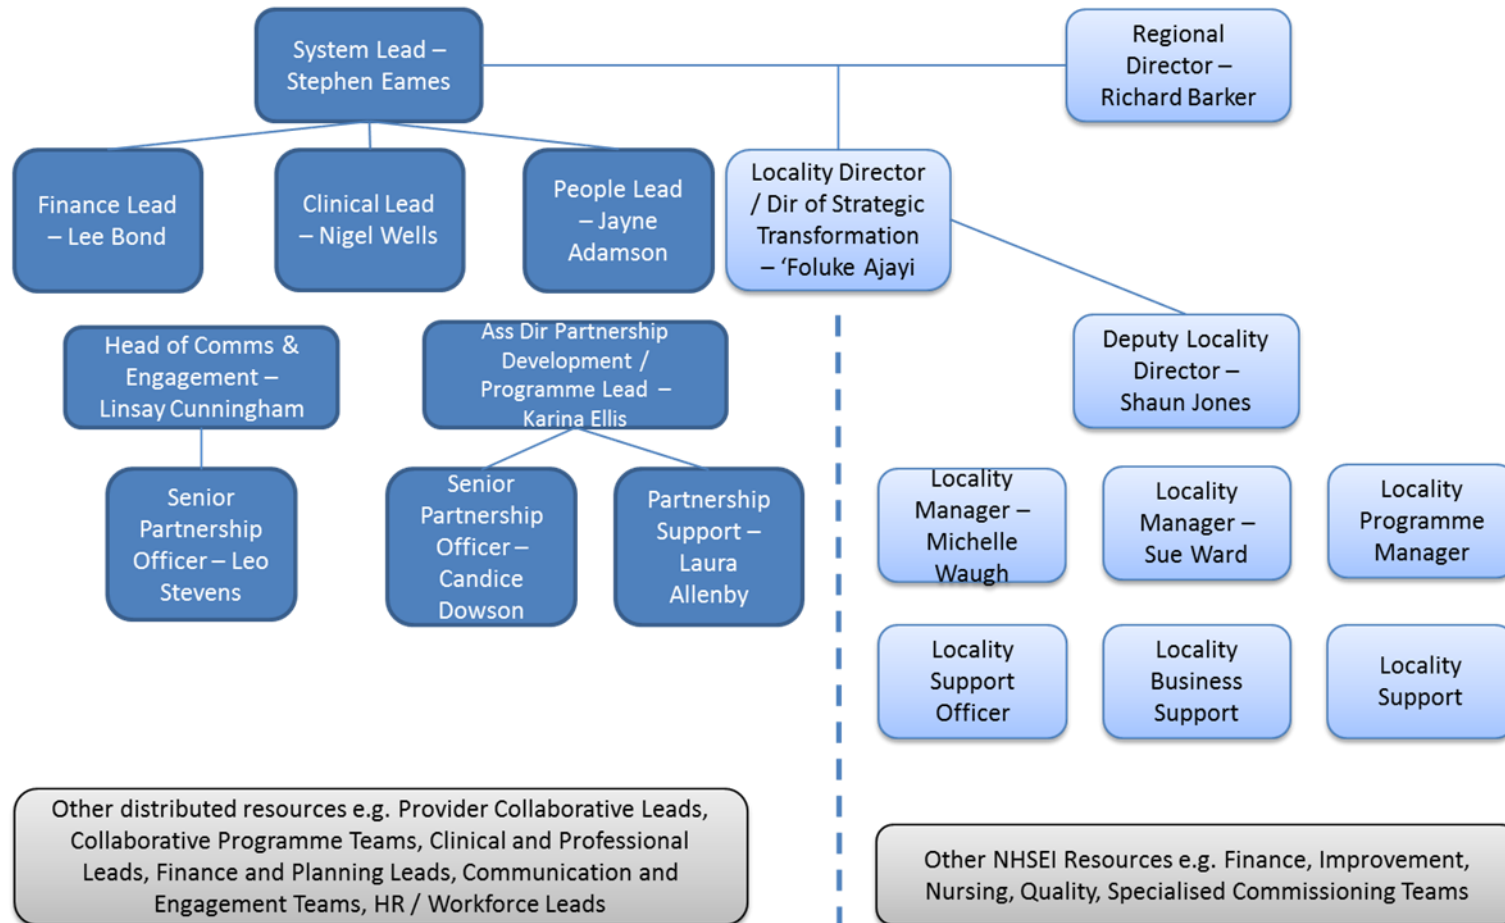 System Lead –
Stephen Eames
Regional
Director –
Richard Barker
Finance Lead
– Lee Bond
Clinical Lead
– Nigel Wells
People Lead
– Jayne
Adamson
Locality Director
/ Dir of Strategic
Transformation
– ‘Foluke Ajayi
Head of Comms &
Engagement –
Linsay Cunningham
Ass Dir Partnership
Development /
Programme Lead –
Karina Ellis
Deputy Locality
Director –
Shaun Jones
Senior
Partnership
Officer – Leo
Stevens
Senior
Partnership
Officer –
Candice
Dowson
Partnership
Support –
Laura
Allenby
Locality
Manager –
Michelle
Waugh
Locality
Manager –
Sue Ward
Locality
Programme
Manager
Locality
Support
Officer
Locality
Business
Support
Locality
Support
Other distributed resources e.g. Provider Collaborative Leads,
Collaborative Programme Teams, Clinical and Professional
Leads, Finance and Planning Leads, Communication and
Engagement Teams, HR / Workforce Leads
Other NHSEI Resources e.g. Finance, Improvement,
Nursing, Quality, Specialised Commissioning Teams